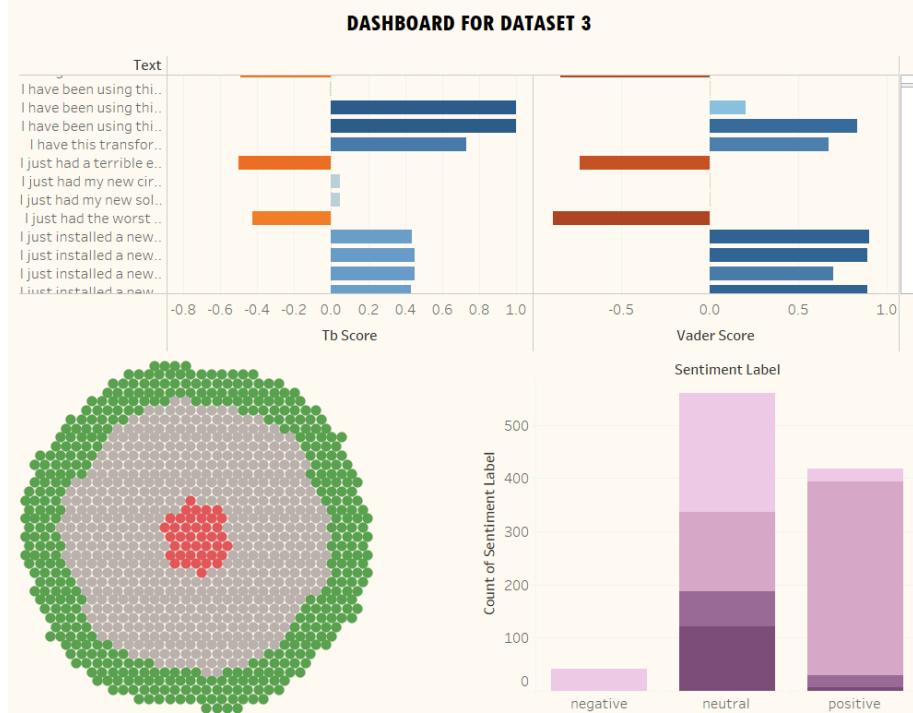 DASHBOARD FOR DATASET 3
Text
I have been using thi..
I have been using thi..
I have been using thi..
I have this transfor..
I just had a terrible e..
I just had my new cir..
I just had my new sol..
I just had the worst ..
I just installed a new..
I just installed a new..
I just installed a new..
I just installed a new..
-0.8 -0.6 -0.4 -0.2 0.0 0.2 0.4 0.6 0.8 1.0
-0.5 0.0 0.5 1.0
Tb Score
Vader Score
Sentiment Label
Count of Sentiment Label
500
400
300
200
100
0
negative neutral positive